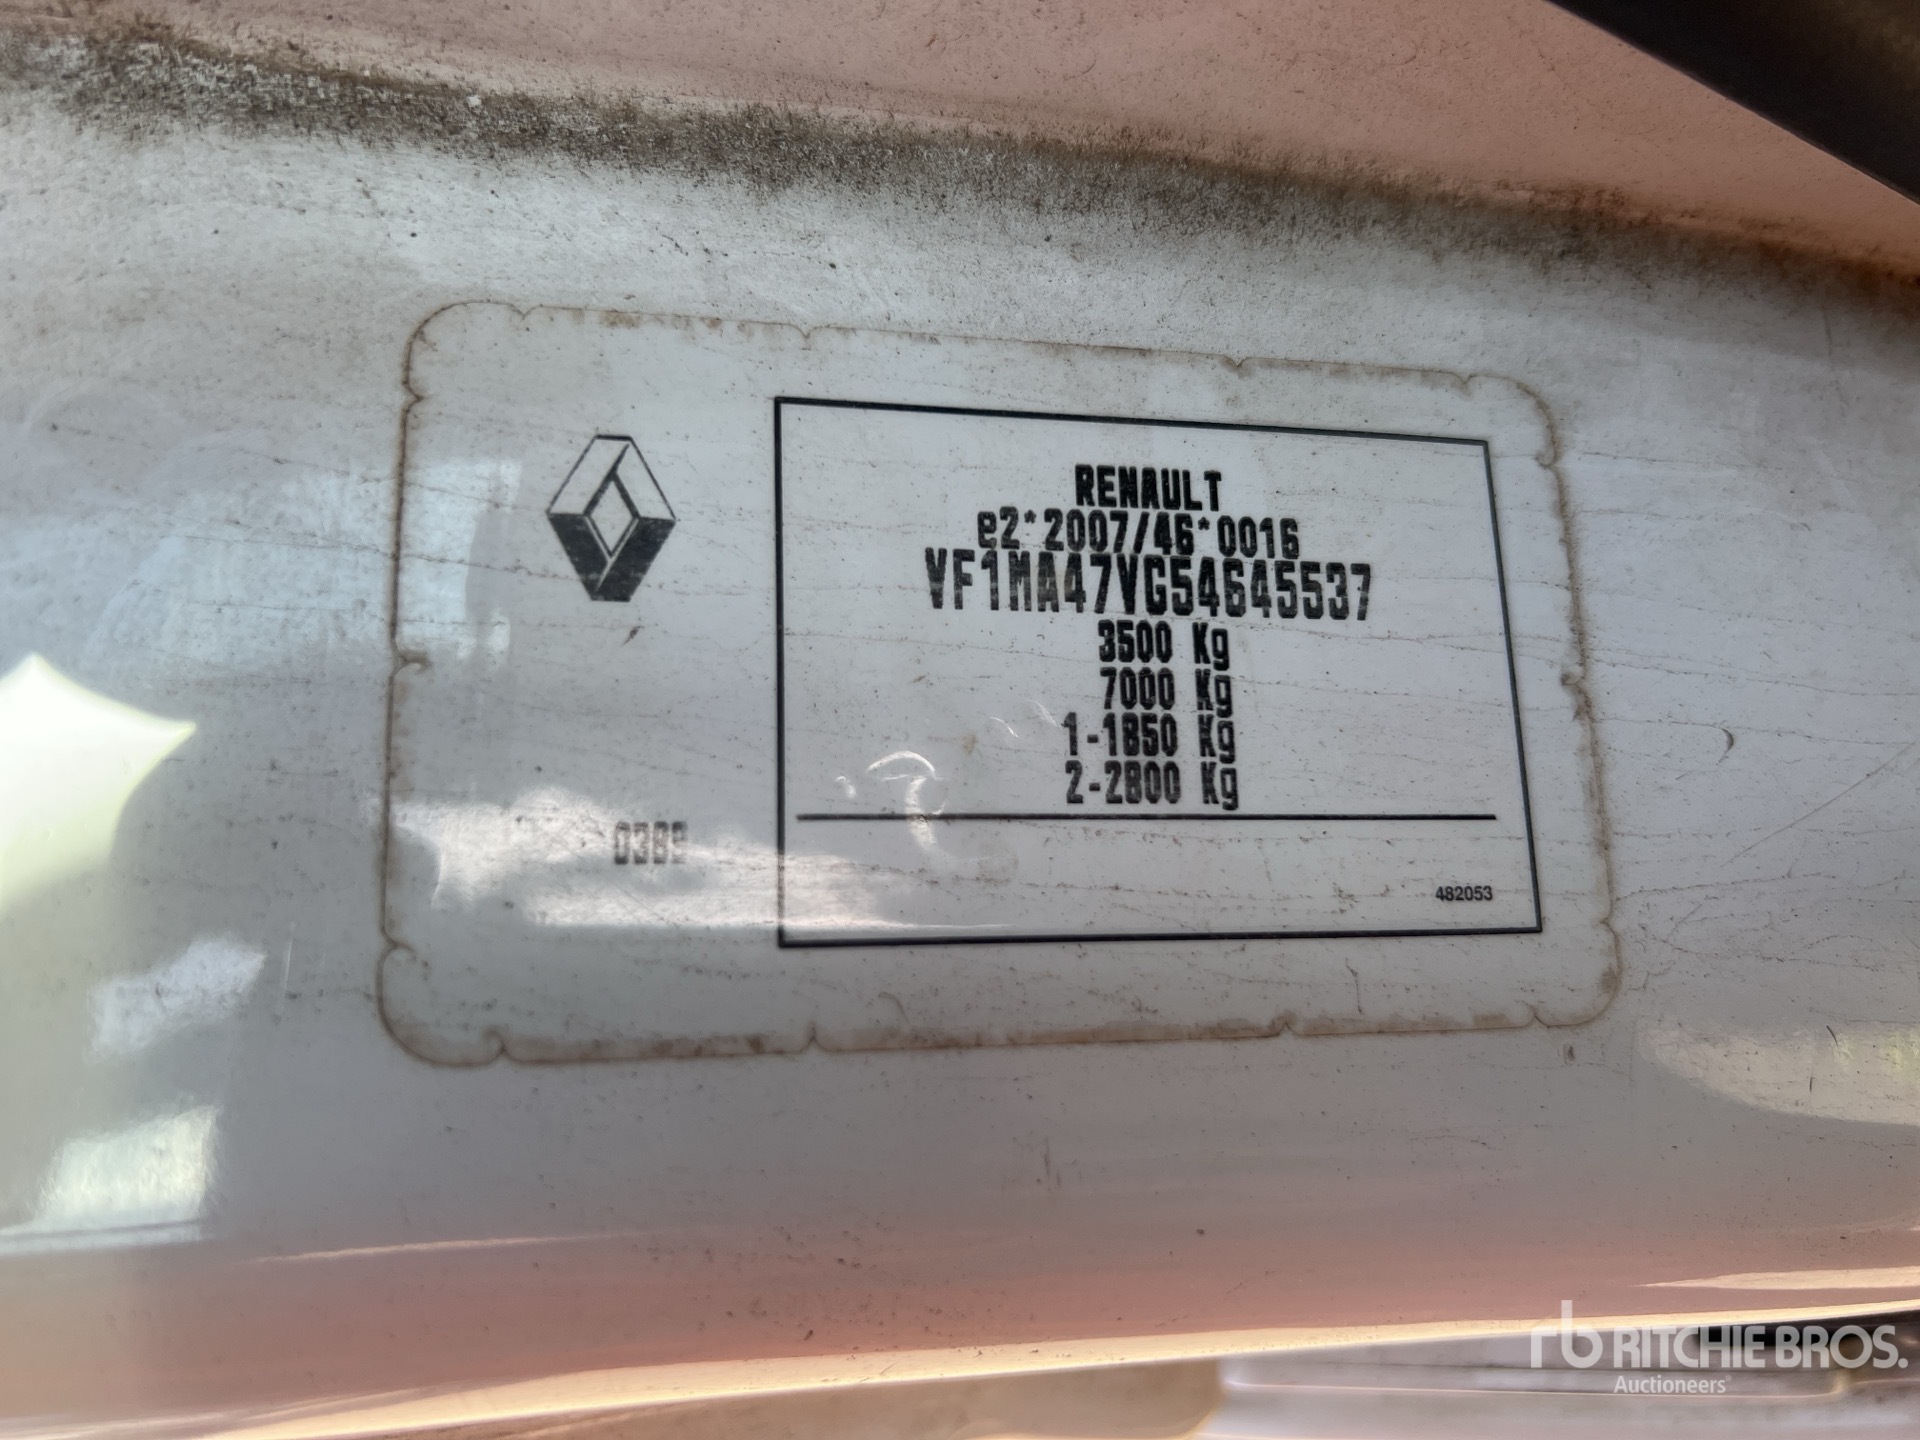 RENAULT
e2*2007/46*0016
VF1MA47VG54645537
3500 Kg
7000 Kg
1-1850 Kg
2-2800 Kg
482053
rb RITCHIE BROS.
Auctioneers